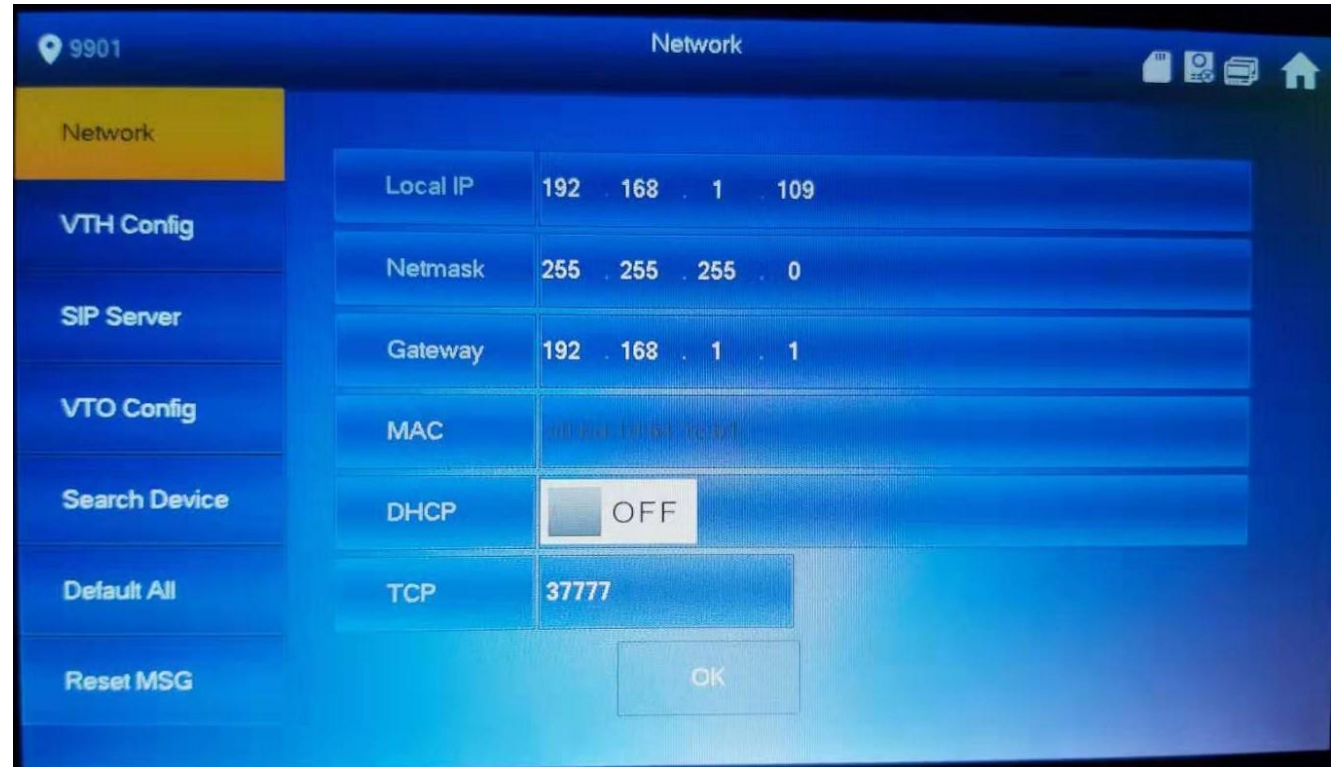 9901
Network
Network
VTH Config
SIP Server
VTO Config
Search Device
Default All
Reset MSG
Local IP 192 . 168 . 1 . 109
Netmask 255 . 255 . 255 . 0
Gateway 192 . 168 . 1 . 1
MAC
DHCP OFF
TCP 37777
OK